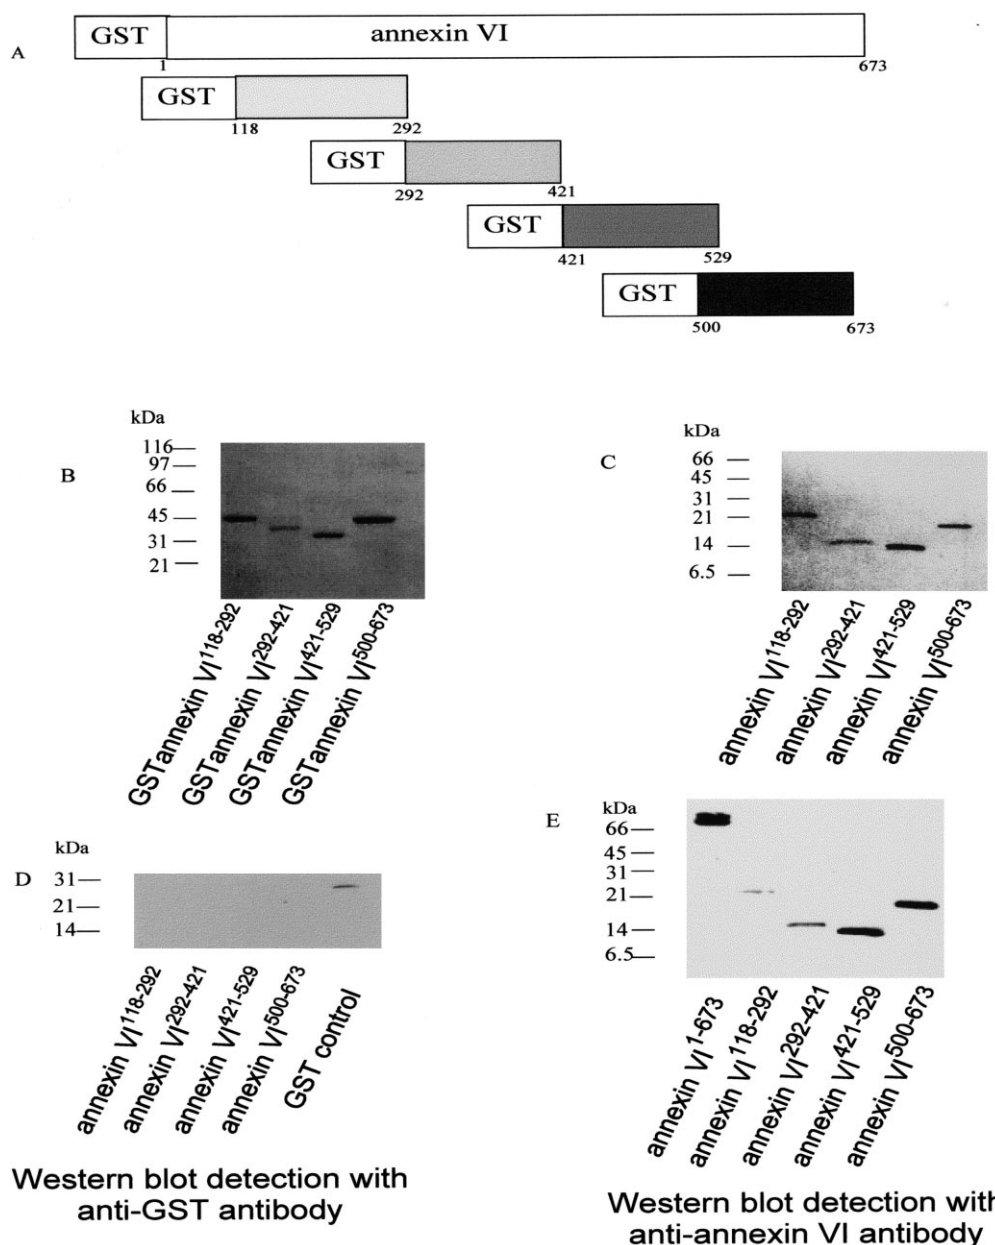 A
GST annexin VI
1 673
GST
118 292
GST
292 421
GST
421 529
GST
500 673
B
kDa
116
97
66
45
31
21
GSTannexin VI118-292
GSTannexin VI292-421
GSTannexin VI421-529
GSTannexin VI500-673
C
kDa
66
45
31
21
14
6.5
annexin VI118-292
annexin VI292-421
annexin VI421-529
annexin VI500-673
D
kDa
31
21
14
annexin VI118-292
annexin VI292-421
annexin VI421-529
annexin VI500-673
GST control
Western blot detection with
anti-GST antibody
E
kDa
66
45
31
21
14
6.5
annexin VI1-673
annexin VI118-292
annexin VI292-421
annexin VI421-529
annexin VI500-673
Western blot detection with
anti-annexin VI antibody